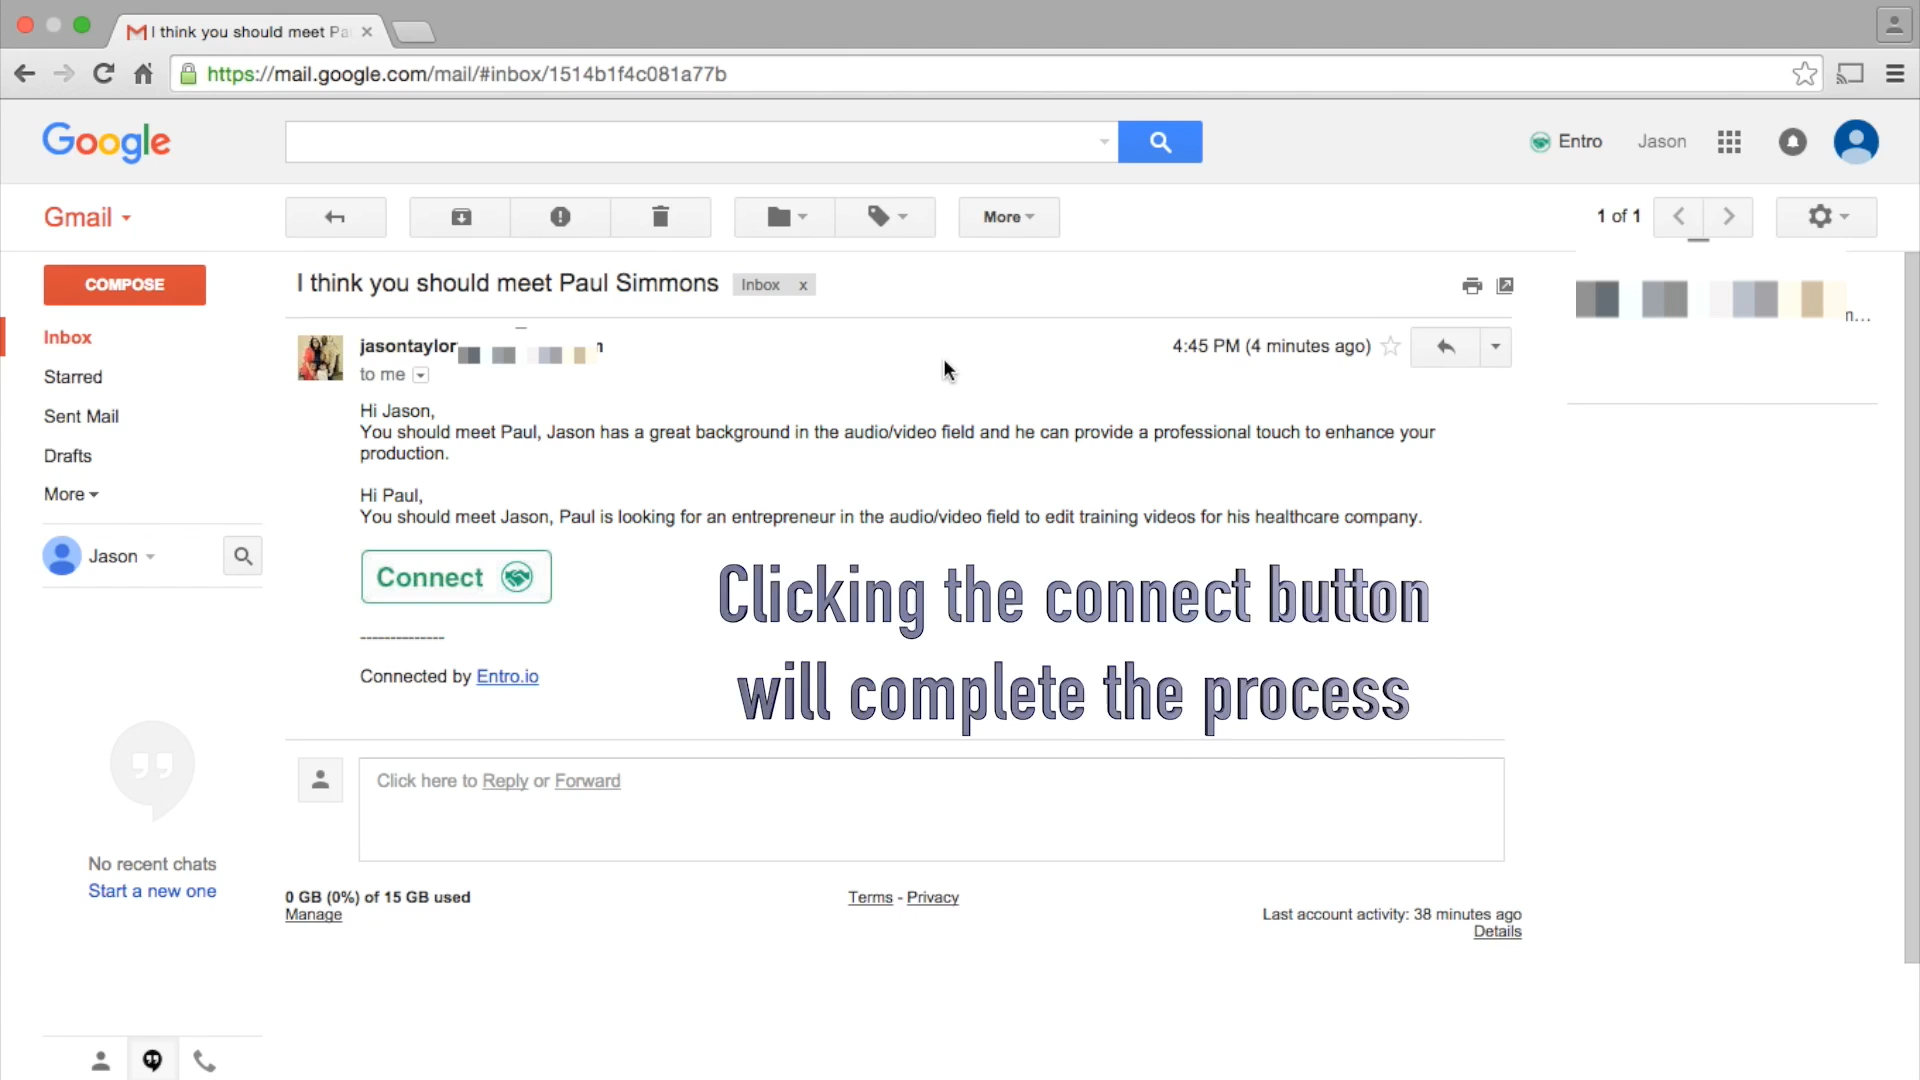 I think you should meet Pa
https://mail.google.com/mail/#inbox/1514b1f4c081a77b
Google
Entro
Jason
Gmail
More
1 of 1
COMPOSE
I think you should meet Paul Simmons
Inbox x
Inbox
Starred
Sent Mail
Drafts
More
Jason
jasontaylor
4:45 PM (4 minutes ago)
to me
Hi Jason,
You should meet Paul, Jason has a great background in the audio/video field and he can provide a professional touch to enhance your
production.
Hi Paul,
You should meet Jason, Paul is looking for an entrepreneur in the audio/video field to edit training videos for his healthcare company.
Connect
--------------
Connected by Entro.io
Clicking the connect button
will complete the process
Click here to Reply or Forward
No recent chats
Start a new one
0 GB (0%) of 15 GB used
Manage
Terms - Privacy
Last account activity: 38 minutes ago
Details